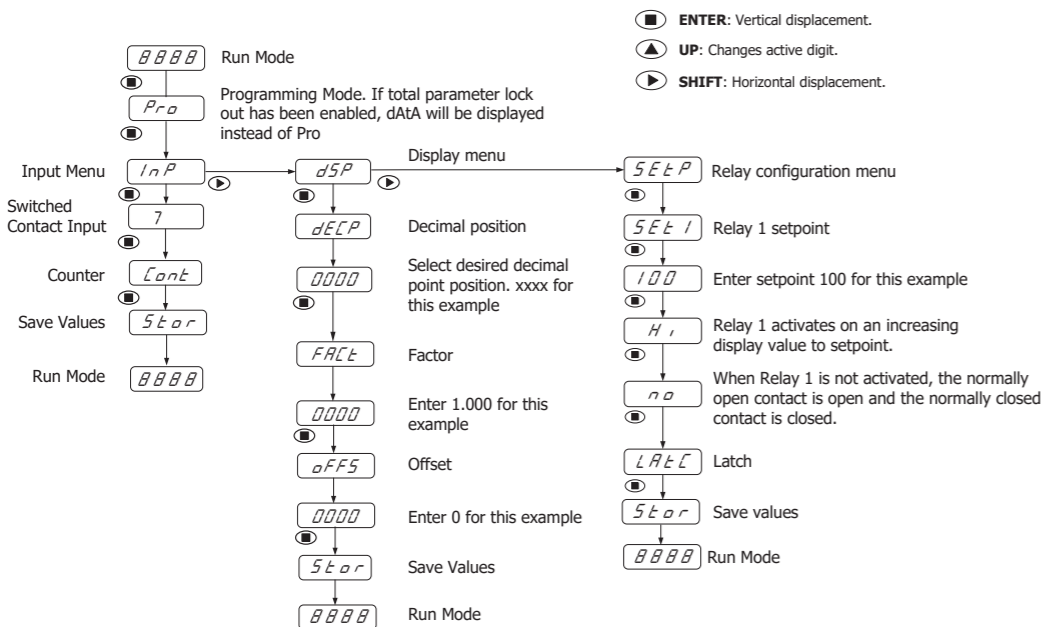 ENTER: Vertical displacement.
UP: Changes active digit.
SHIFT: Horizontal displacement.
8888
Run Mode
Pro
Programming Mode. If total parameter lock
out has been enabled, dAtA will be displayed
instead of Pro
Input Menu
InP
Switched
Contact Input
7
Counter
Cont
Save Values
Stor
Run Mode
8888
dSP
Display menu
dECP
Decimal position
0000
Select desired decimal
point position. xxxx for
this example
FACt
Factor
0000
Enter 1.000 for this
example
oFFS
Offset
0000
Enter 0 for this example
Stor
Save Values
8888
Run Mode
SEtP
Relay configuration menu
SEt 1
Relay 1 setpoint
100
Enter setpoint 100 for this example
Hi
Relay 1 activates on an increasing
display value to setpoint.
no
When Relay 1 is not activated, the normally
open contact is open and the normally closed
contact is closed.
LAtC
Latch
Stor
Save values
8888
Run Mode